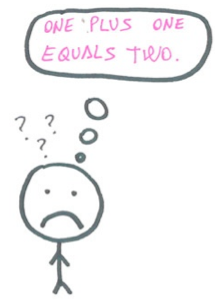 ONE PLUS ONE
EQUALS TWO.
? ? ?